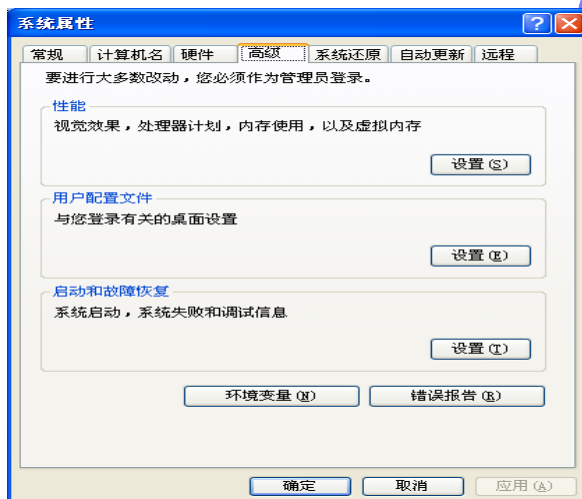 系统属性
常规 计算机名 硬件 高级 系统还原 自动更新 远程
要进行大多数改动，您必须作为管理员登录。
性能
视觉效果，处理器计划，内存使用，以及虚拟内存
设置(S)
用户配置文件
与您登录有关的桌面设置
设置(E)
启动和故障恢复
系统启动，系统失败和调试信息
设置(T)
环境变量(N) 错误报告(R)
确定 取消 应用(A)